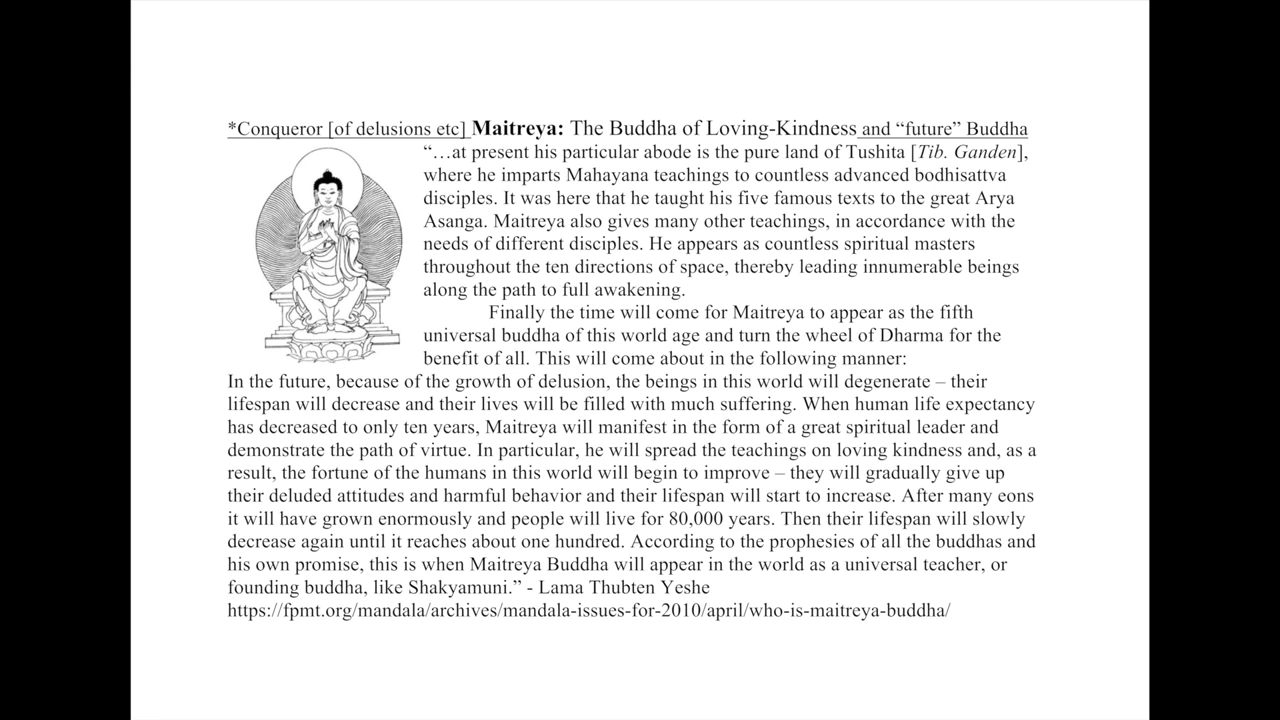 *Conqueror [of delusions etc] Maitreya: The Buddha of Loving-Kindness and “future” Buddha
“…at present his particular abode is the pure land of Tushita [Tib. Ganden],
where he imparts Mahayana teachings to countless advanced bodhisattva
disciples. It was here that he taught his five famous texts to the great Arya
Asanga. Maitreya also gives many other teachings, in accordance with the
needs of different disciples. He appears as countless spiritual masters
throughout the ten directions of space, thereby leading innumerable beings
along the path to full awakening.
Finally the time will come for Maitreya to appear as the fifth
universal buddha of this world age and turn the wheel of Dharma for the
benefit of all. This will come about in the following manner:
In the future, because of the growth of delusion, the beings in this world will degenerate – their
lifespan will decrease and their lives will be filled with much suffering. When human life expectancy
has decreased to only ten years, Maitreya will manifest in the form of a great spiritual leader and
demonstrate the path of virtue. In particular, he will spread the teachings on loving kindness and, as a
result, the fortune of the humans in this world will begin to improve – they will gradually give up
their deluded attitudes and harmful behavior and their lifespan will start to increase. After many eons
it will have grown enormously and people will live for 80,000 years. Then their lifespan will slowly
decrease again until it reaches about one hundred. According to the prophesies of all the buddhas and
his own promise, this is when Maitreya Buddha will appear in the world as a universal teacher, or
founding buddha, like Shakyamuni.” - Lama Thubten Yeshe
https://fpmt.org/mandala/archives/mandala-issues-for-2010/april/who-is-maitreya-buddha/